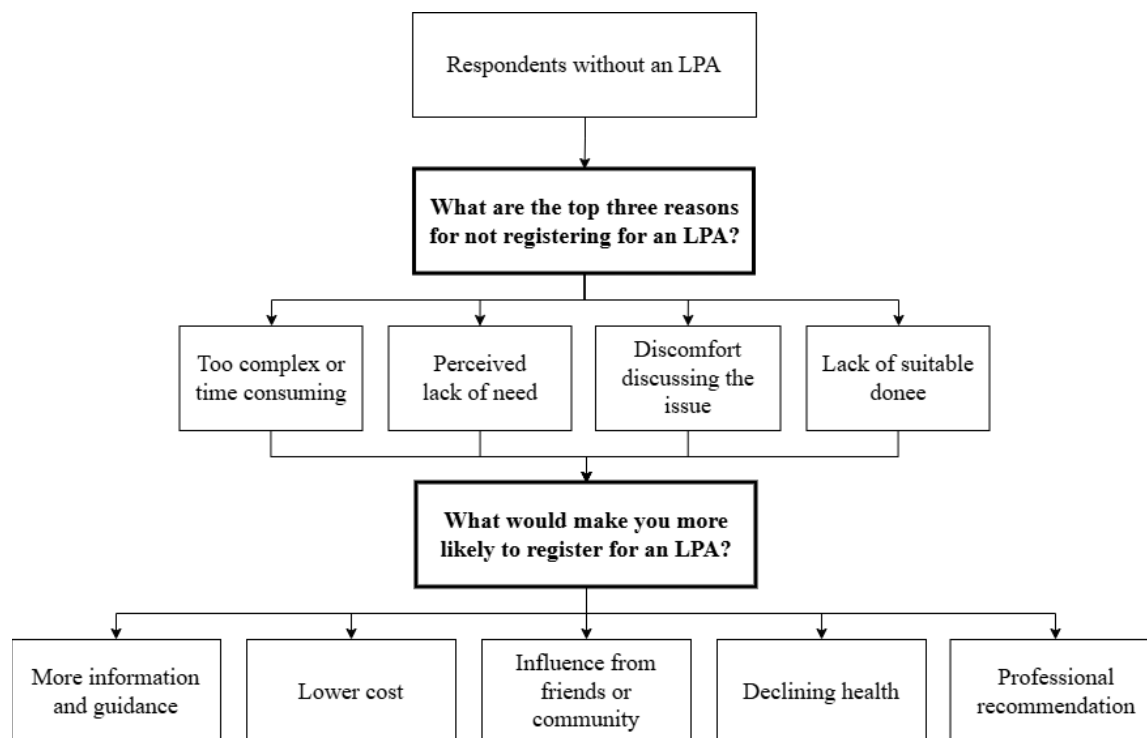 Respondents without an LPA
What are the top three reasons
for not registering for an LPA?
Too complex or
time consuming
Perceived
lack of need
Discomfort
discussing the
issue
Lack of suitable
donee
What would make you more
likely to register for an LPA?
More information
and guidance
Lower cost
Influence from
friends or
community
Declining health
Professional
recommendation